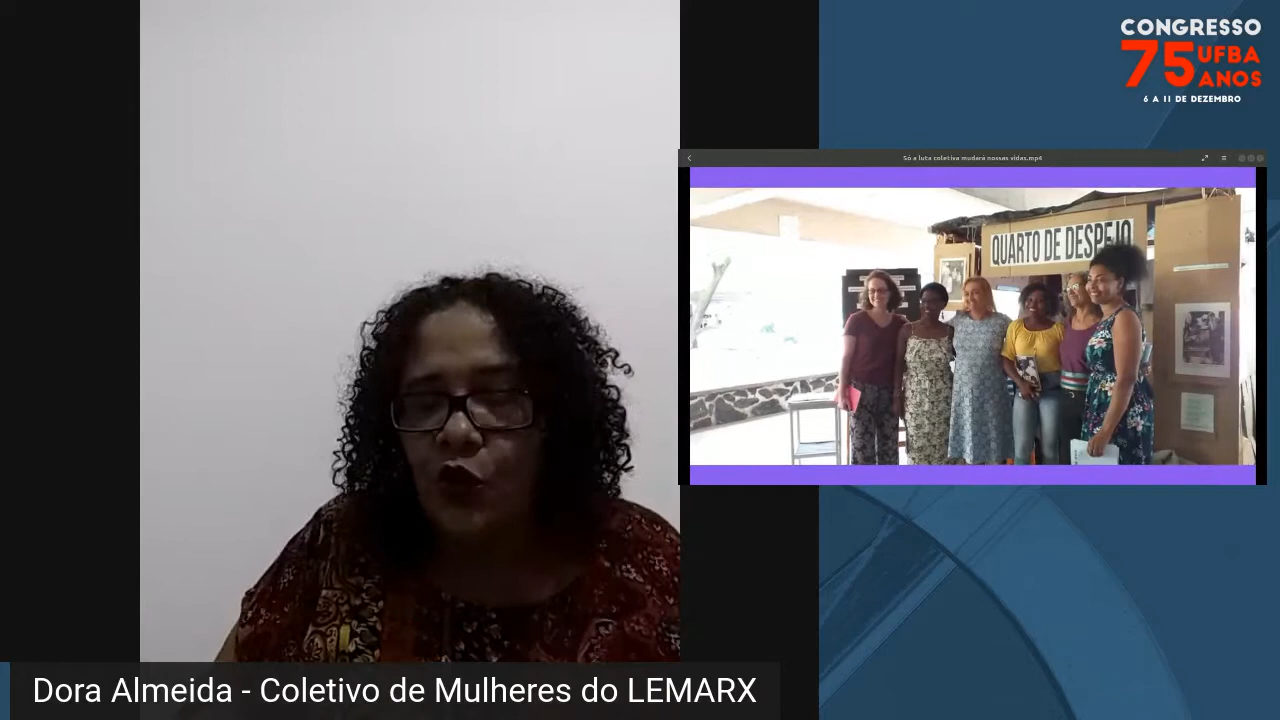 CONGRESSO
75 UFBA
ANOS
6 A 11 DE DEZEMBRO
Só a luta coletiva mudará nossas vidas.mp4
QUARTO DE DESPEJO
Dora Almeida - Coletivo de Mulheres do LEMARX